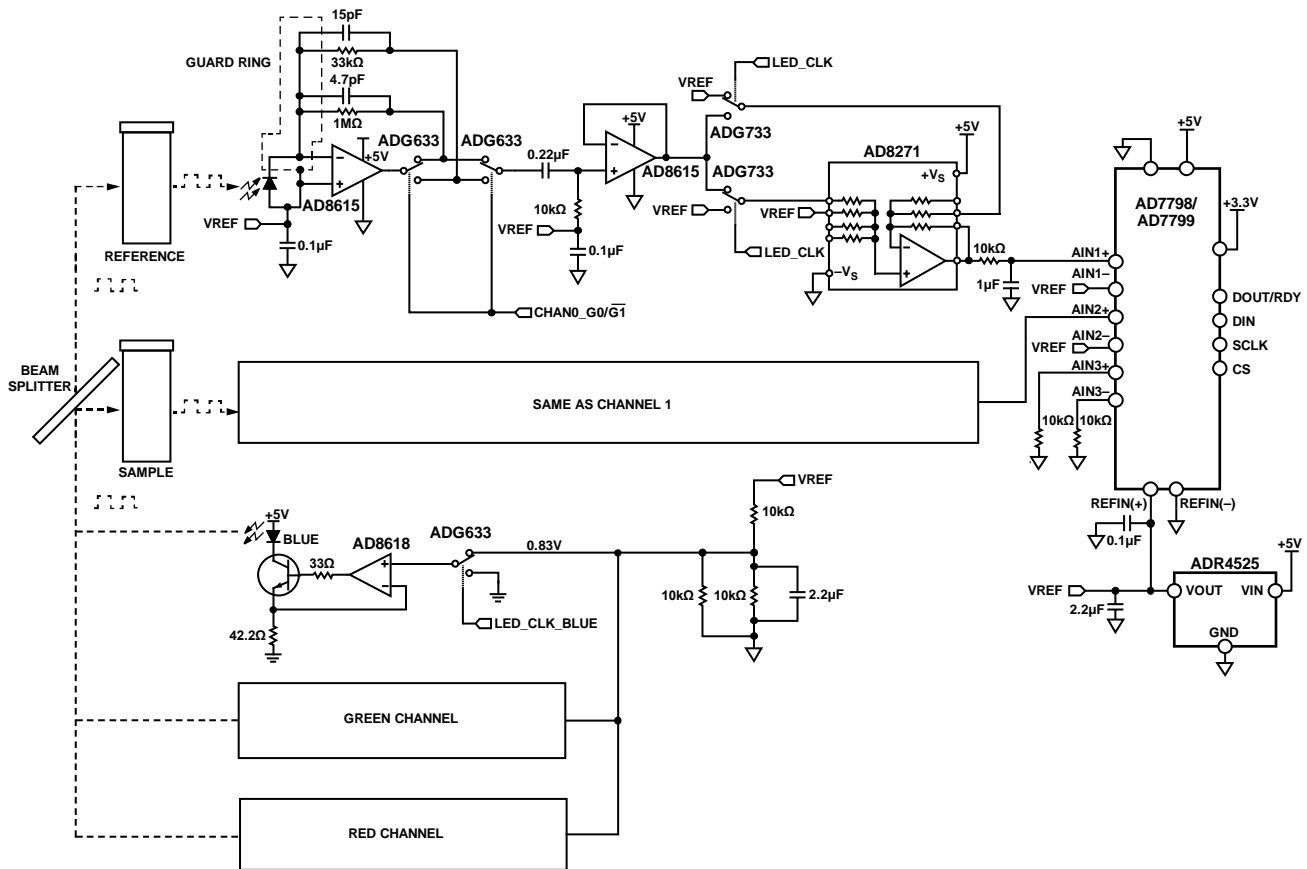 15pF
33kΩ
GUARD RING
4.7pF
1MΩ
ADG633
ADG633
+5V
AD8615
VREF
0.1µF
REFERENCE
0.22µF
10kΩ
VREF
0.1µF
+5V
AD8615
CHAN0_G0/G1
LED_CLK
VREF
ADG733
ADG733
VREF
LED_CLK
+5V
AD8271
+VS
VREF
–VS
10kΩ
1µF
+5V
AD7798/
AD7799
+3.3V
AIN1+
AIN1–
VREF
AIN2+
AIN2–
VREF
AIN3+
AIN3–
10kΩ
10kΩ
DOUT/RDY
DIN
SCLK
CS
REFIN(+)
REFIN(–)
0.1µF
BEAM
SPLITTER
SAMPLE
SAME AS CHANNEL 1
+5V
BLUE
33Ω
AD8618
ADG633
0.83V
42.2Ω
LED_CLK_BLUE
VREF
10kΩ
10kΩ
10kΩ
2.2µF
+5V
ADR4525
VREF
VOUT
VIN
2.2µF
GND
GREEN CHANNEL
RED CHANNEL